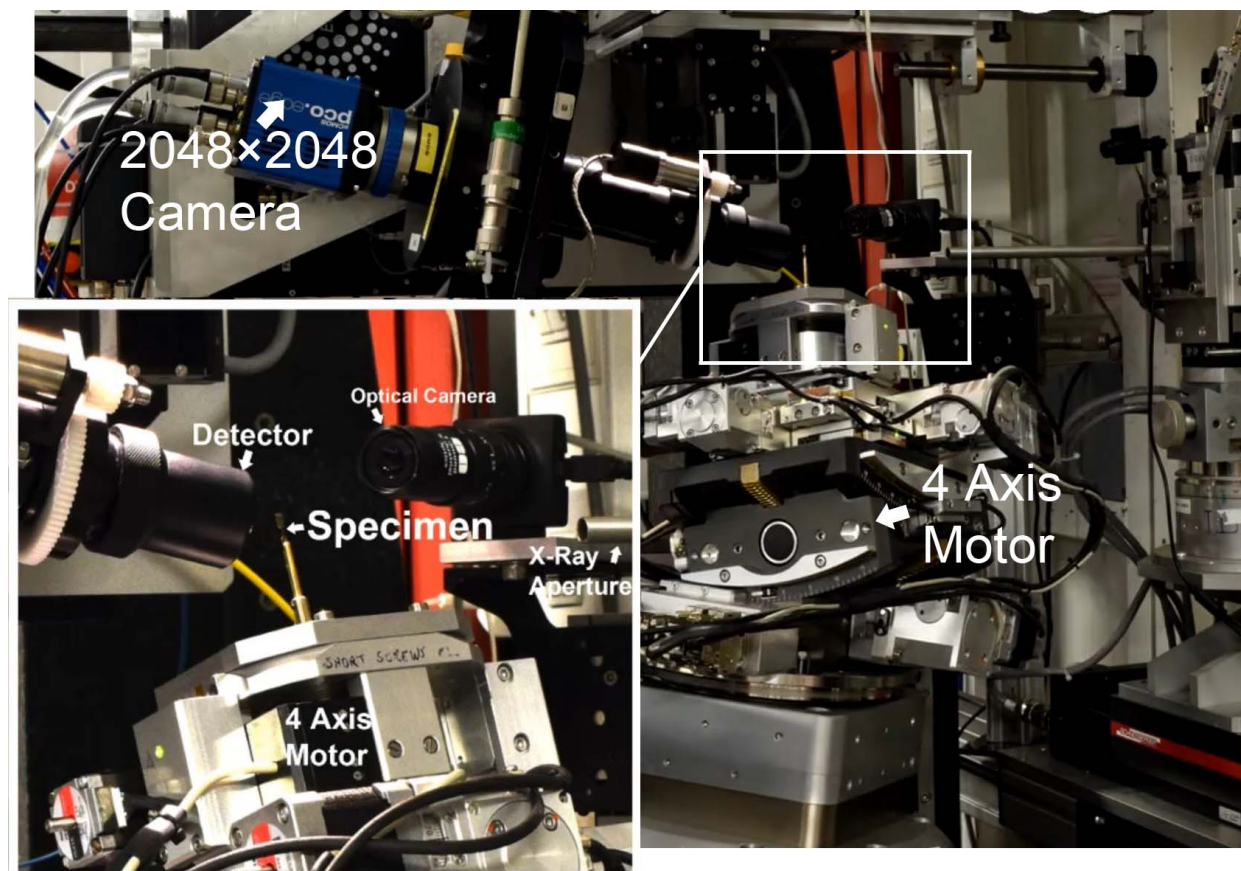 pco.edge
2048×2048
Camera
Optical Camera
Detector
Specimen
X-Ray
Aperture
SHORT SCREWS
4 Axis
Motor
4 Axis
Motor